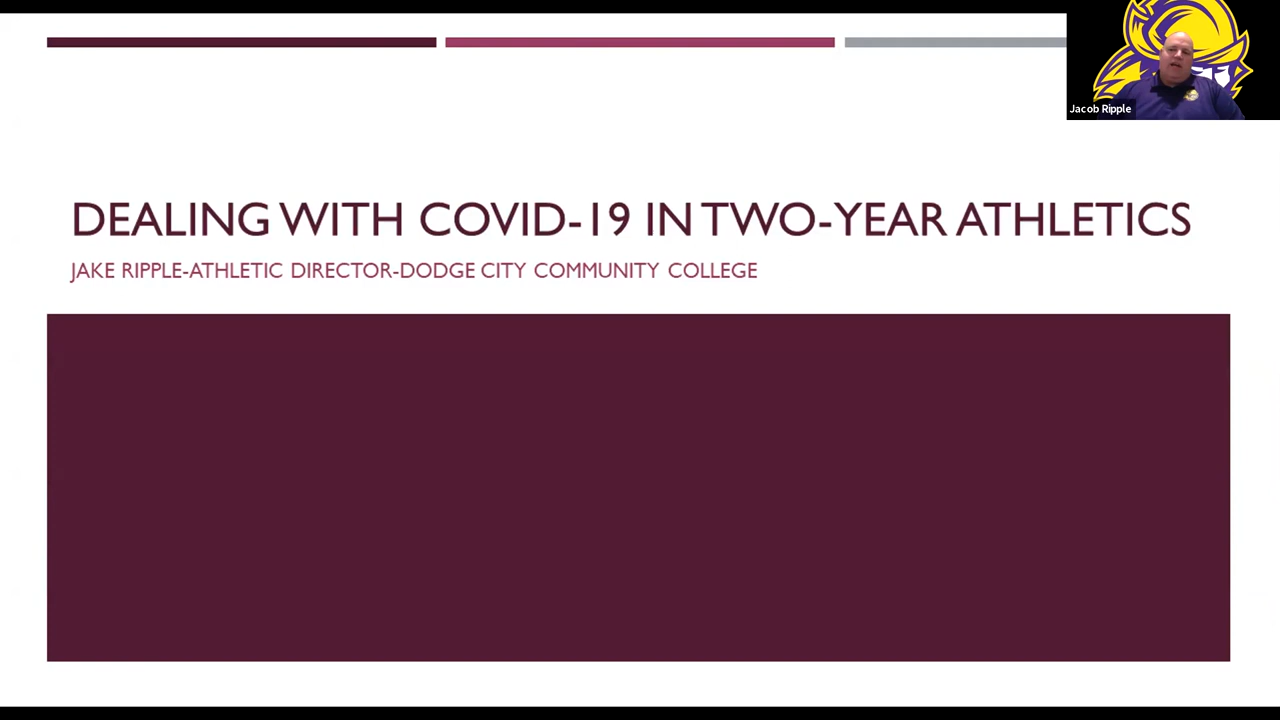 Jacob Ripple
DEALING WITH COVID-19 IN TWO-YEAR ATHLETICS
JAKE RIPPLE-ATHLETIC DIRECTOR-DODGE CITY COMMUNITY COLLEGE